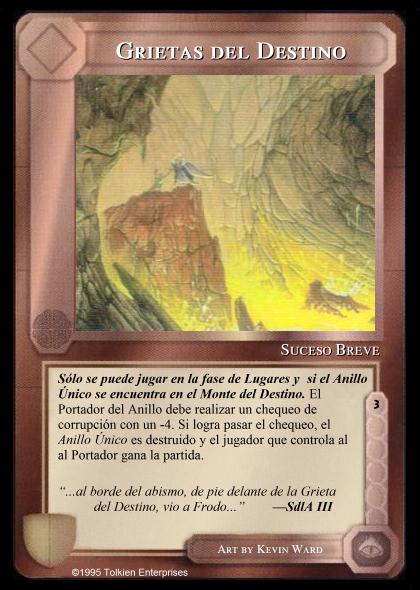 Grietas del Destino
Suceso Breve
Sólo se puede jugar en la fase de Lugares y si el Anillo
Único se encuentra en el Monte del Destino. El
Portador del Anillo debe realizar un chequeo de
corrupción con un -4. Si logra pasar el chequeo, el
Anillo Único es destruido y el jugador que controla al
al Portador gana la partida.
3
“...al borde del abismo, de pie delante de la Grieta
del Destino, vio a Frodo...” —SdlA III
Art by Kevin Ward
©1995 Tolkien Enterprises